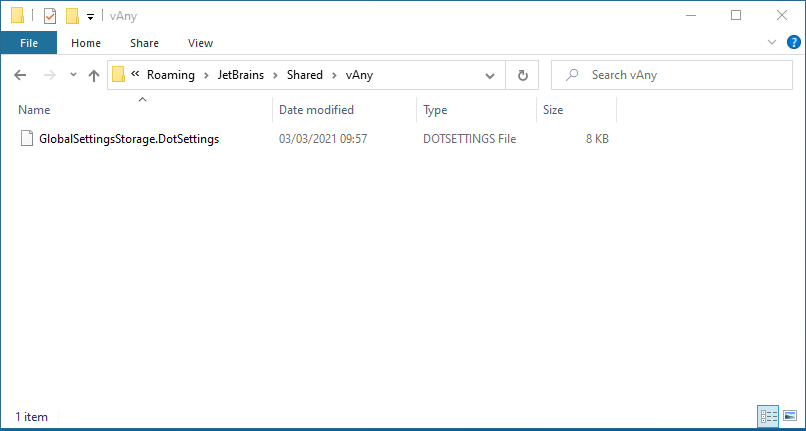 vAny
File Home Share View
« Roaming > JetBrains > Shared > vAny Search vAny
Name Date modified Type Size
GlobalSettingsStorage.DotSettings 03/03/2021 09:57 DOTSETTINGS File 8 KB
1 item